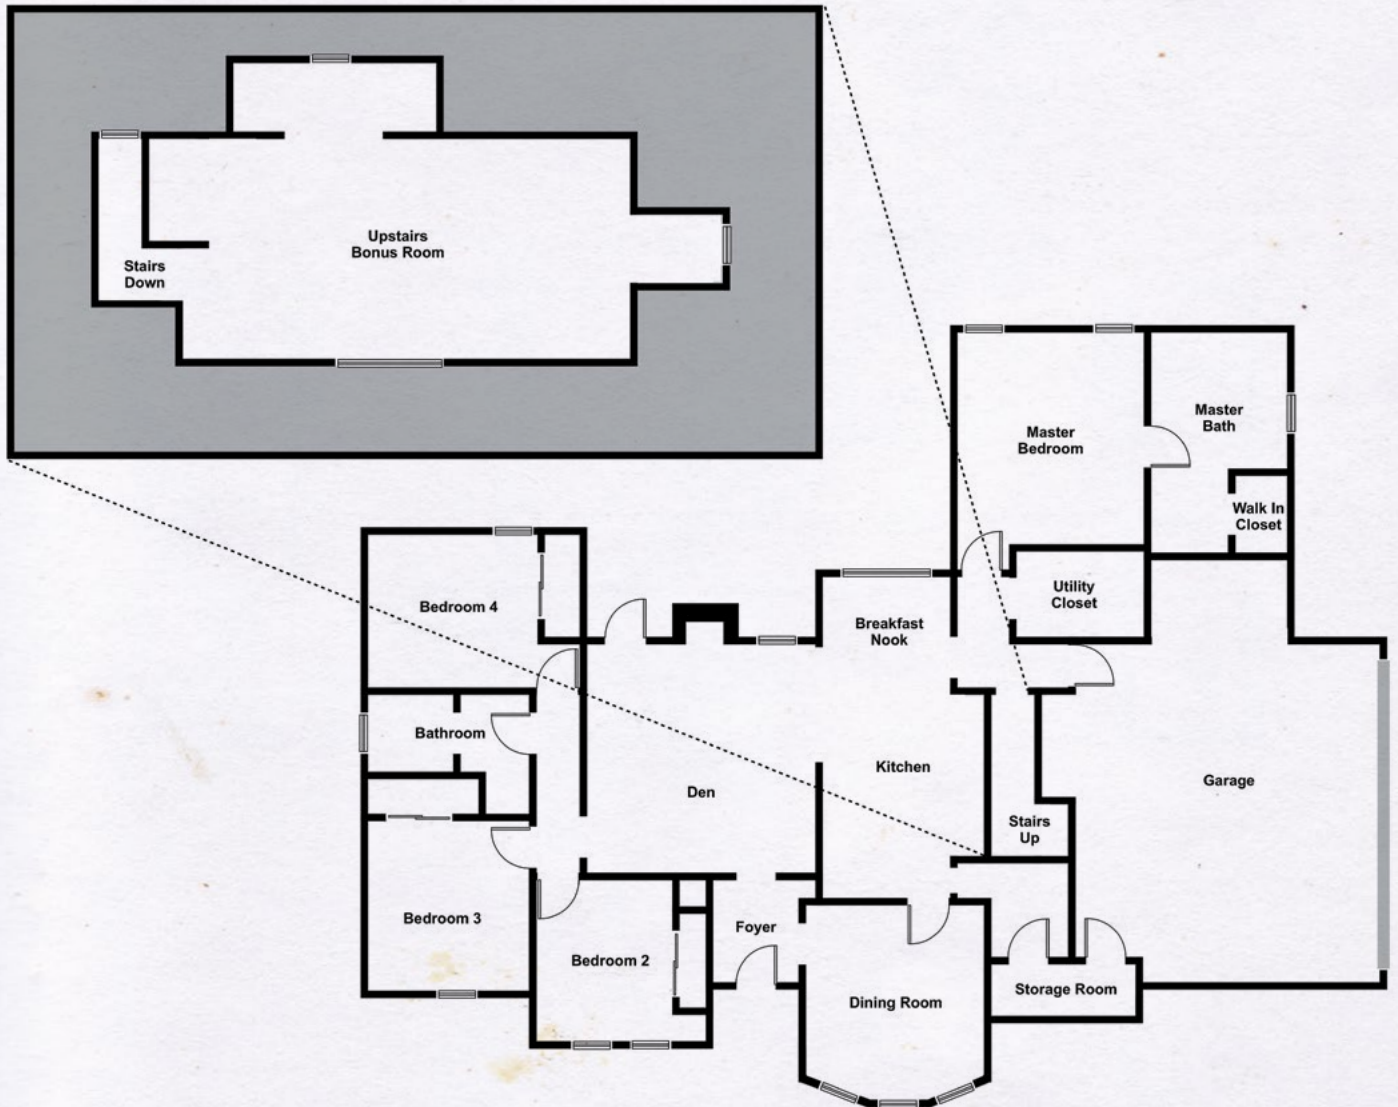 Upstairs
Bonus Room
Stairs
Down
Master
Bedroom
Master
Bath
Walk In
Closet
Utility
Closet
Bedroom 4
Breakfast
Nook
Bathroom
Kitchen
Den
Garage
Stairs
Up
Bedroom 3
Foyer
Bedroom 2
Dining Room
Storage Room